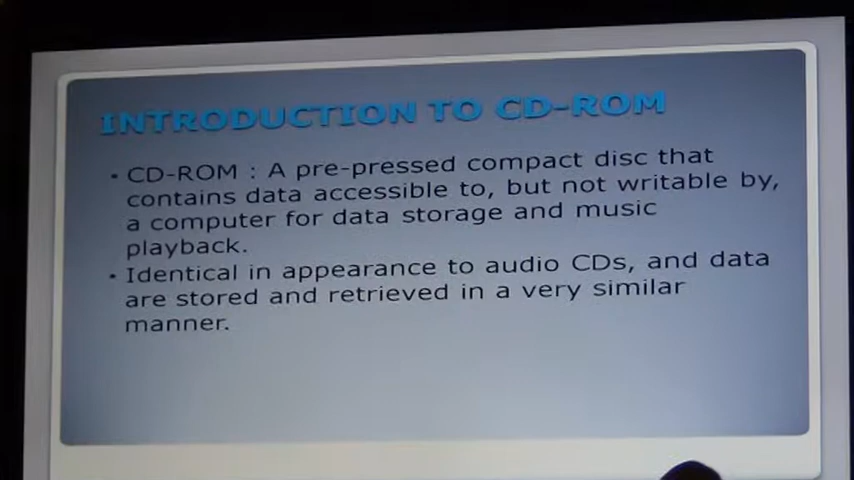 INTRODUCTION TO CD-ROM
• CD-ROM : A pre-pressed compact disc that
contains data accessible to, but not writable by,
a computer for data storage and music
playback.
• Identical in appearance to audio CDs, and data
are stored and retrieved in a very similar
manner.